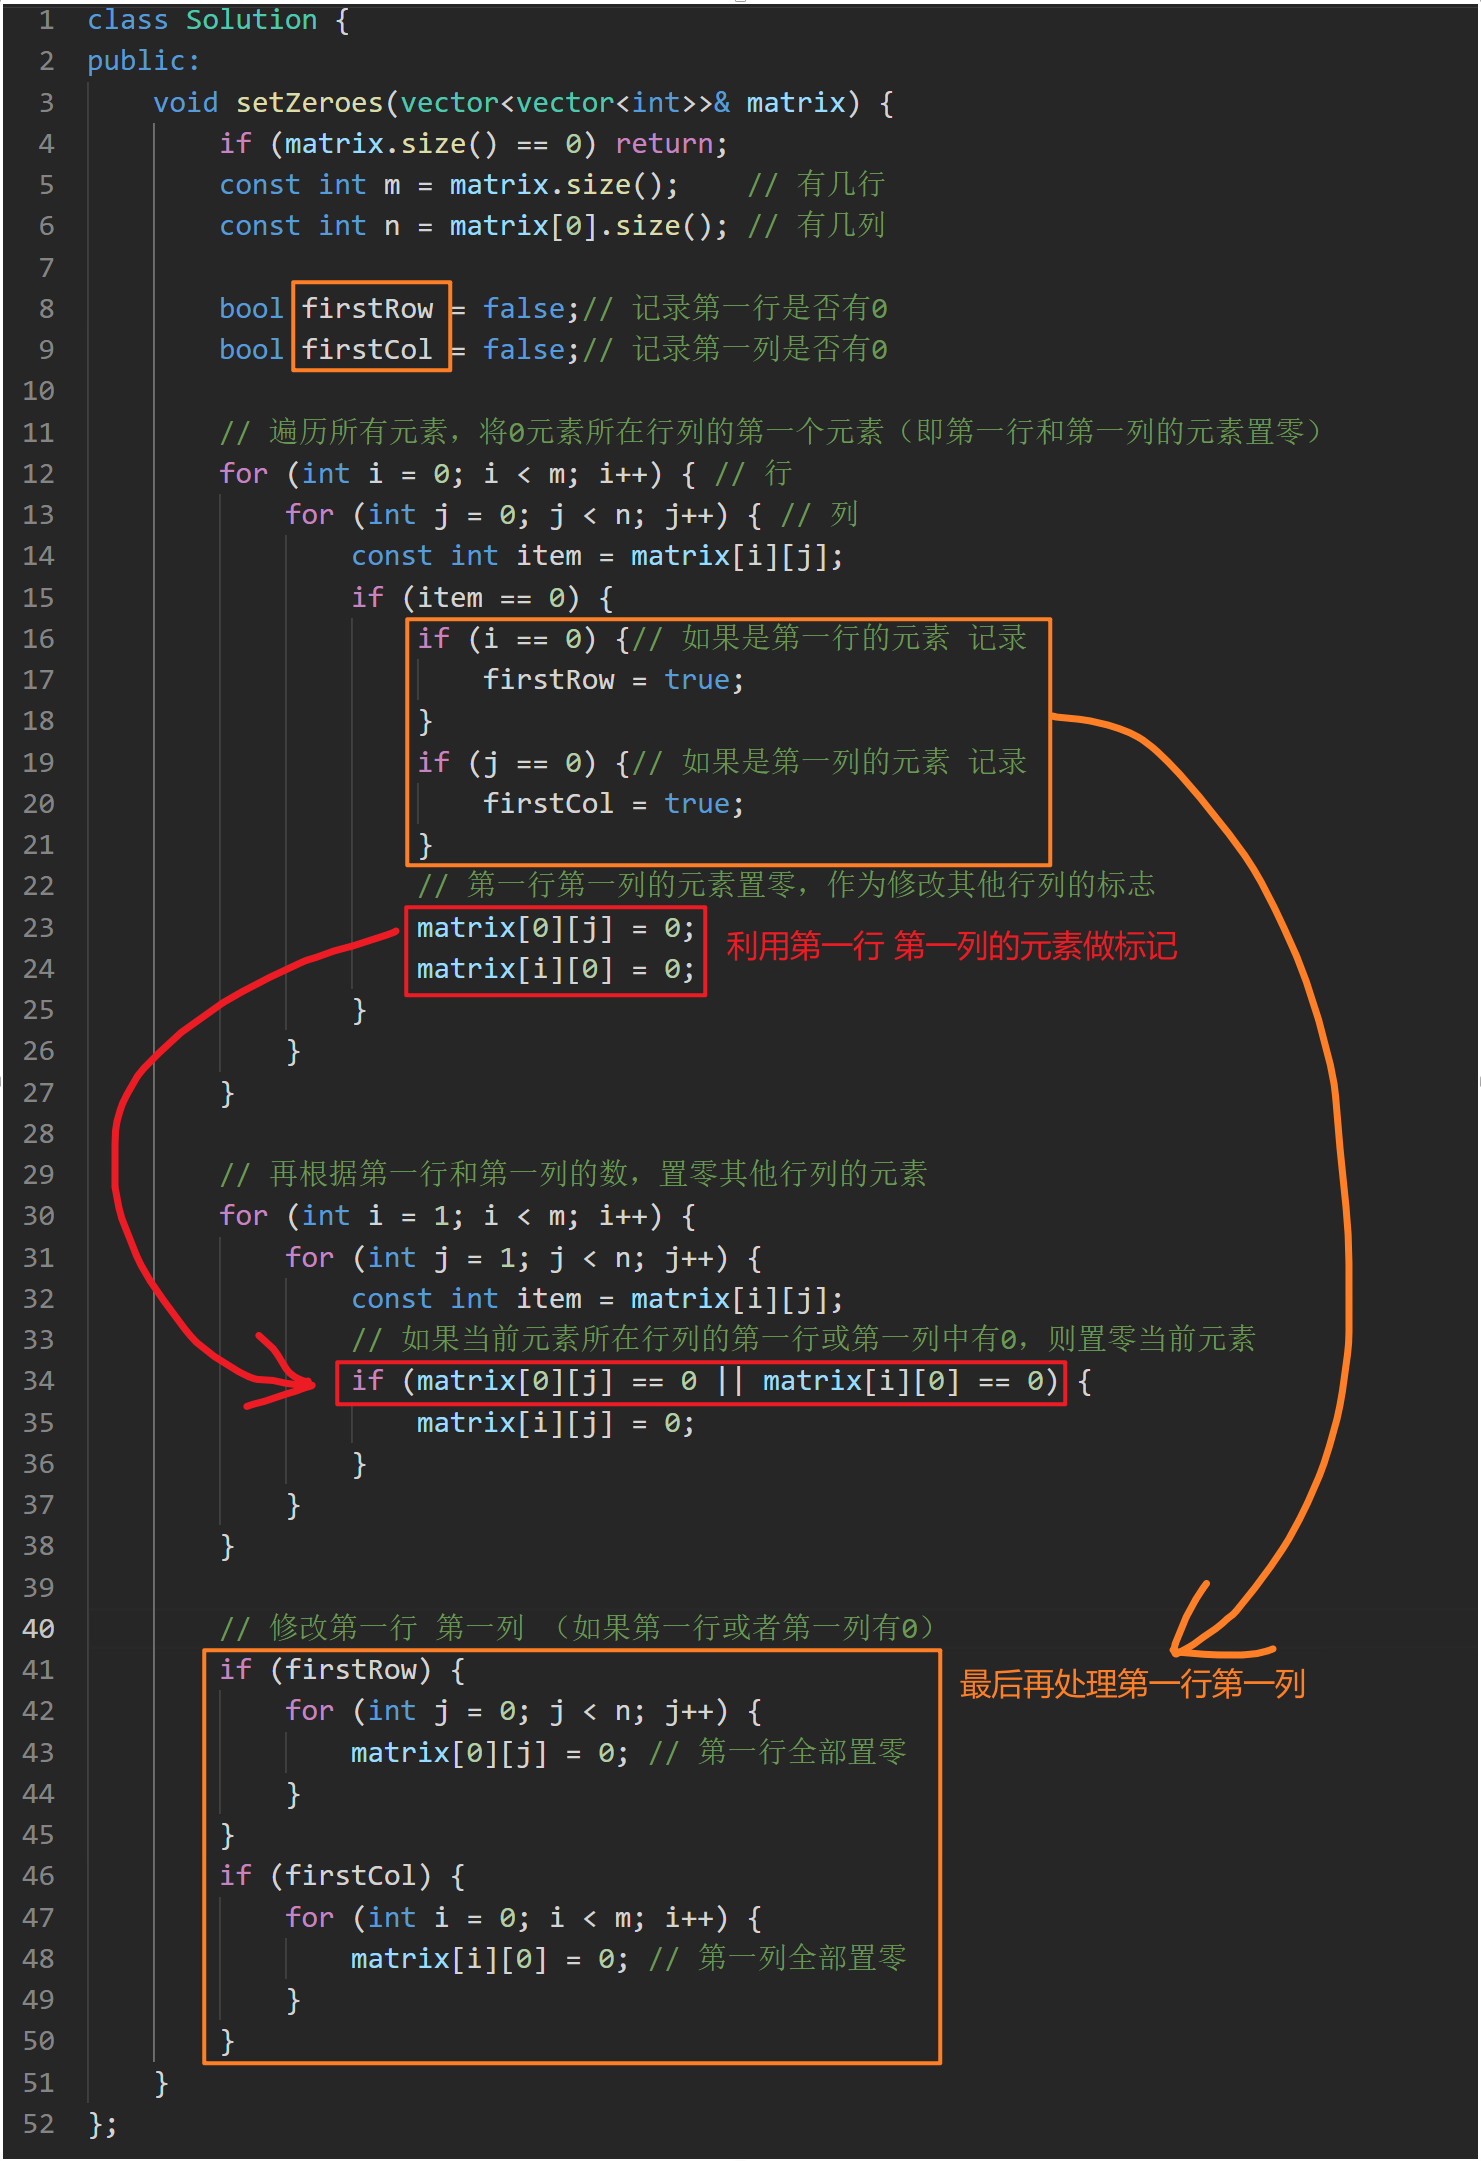 1 class Solution {
2 public:
3 void setZeroes(vector<vector<int>>& matrix) {
4 if (matrix.size() == 0) return;
5 const int m = matrix.size(); // 有几行
6 const int n = matrix[0].size(); // 有几列
7
8 bool firstRow = false;// 记录第一行是否有0
9 bool firstCol = false;// 记录第一列是否有0
10
11 // 遍历所有元素，将0元素所在行列的第一个元素（即第一行和第一列的元素置零）
12 for (int i = 0; i < m; i++) { // 行
13 for (int j = 0; j < n; j++) { // 列
14 const int item = matrix[i][j];
15 if (item == 0) {
16 if (i == 0) {// 如果是第一行的元素 记录
17 firstRow = true;
18 }
19 if (j == 0) {// 如果是第一列的元素 记录
20 firstCol = true;
21 }
22 // 第一行第一列的元素置零，作为修改其他行列的标志
23 matrix[0][j] = 0;
利用第一行 第一列的元素做标记
24 matrix[i][0] = 0;
25 }
26 }
27 }
28
29 // 再根据第一行和第一列的数，置零其他行列的元素
30 for (int i = 1; i < m; i++) {
31 for (int j = 1; j < n; j++) {
32 const int item = matrix[i][j];
33 // 如果当前元素所在行列的第一行或第一列中有0，则置零当前元素
34 if (matrix[0][j] == 0 || matrix[i][0] == 0) {
35 matrix[i][j] = 0;
36 }
37 }
38 }
39
40 // 修改第一行 第一列 （如果第一行或者第一列有0）
41 if (firstRow) {
最后再处理第一行第一列
42 for (int j = 0; j < n; j++) {
43 matrix[0][j] = 0; // 第一行全部置零
44 }
45 }
46 if (firstCol) {
47 for (int i = 0; i < m; i++) {
48 matrix[i][0] = 0; // 第一列全部置零
49 }
50 }
51 }
52 };